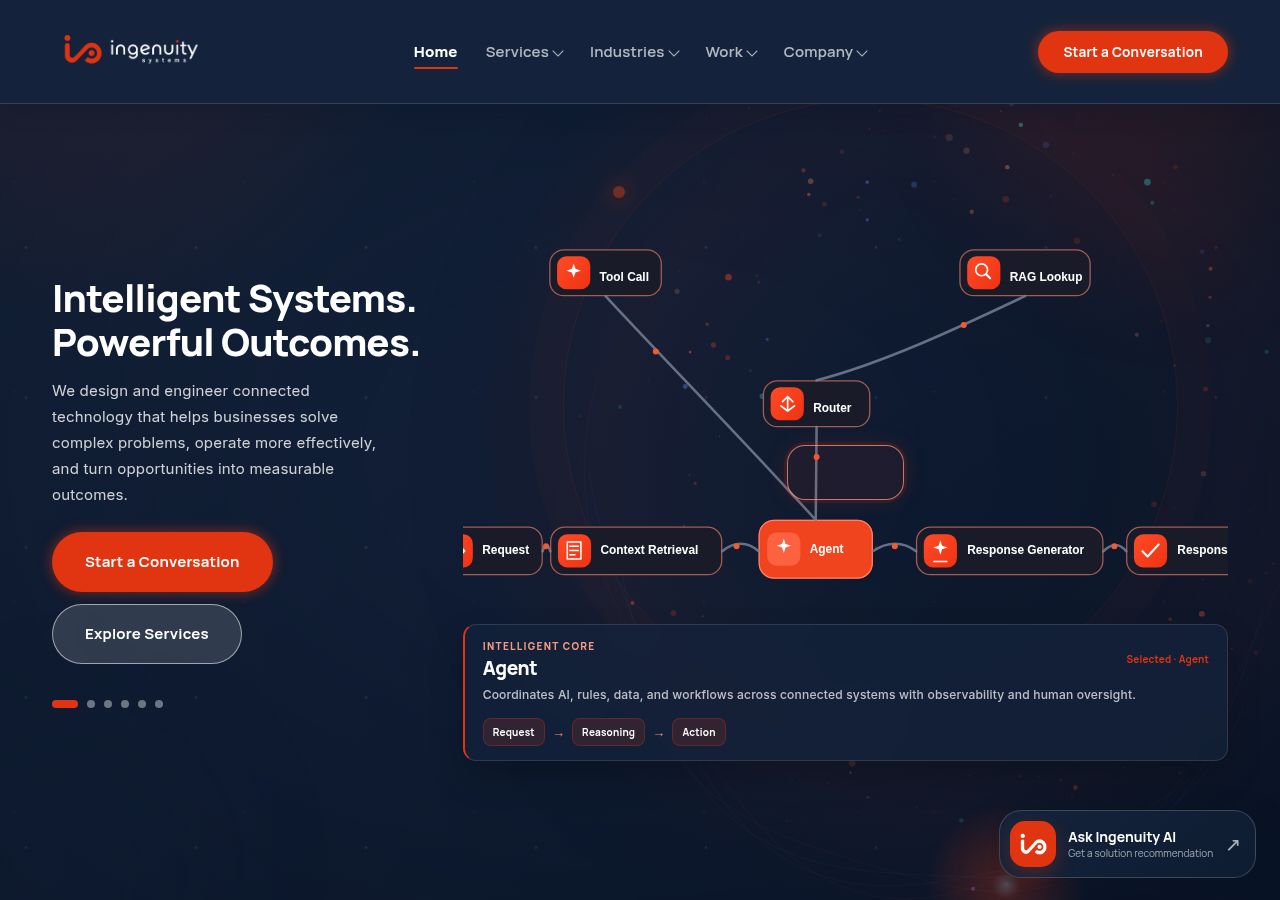 ingenuity
systems
Home
Services
Industries
Work
Company
Start a Conversation
Intelligent Systems.
Powerful Outcomes.
We design and engineer connected
technology that helps businesses solve
complex problems, operate more effectively,
and turn opportunities into measurable
outcomes.
Start a Conversation
Explore Services
Tool Call
RAG Lookup
Router
Request
Context Retrieval
Agent
Response Generator
Respons
INTELLIGENT CORE
Agent
Selected · Agent
Coordinates AI, rules, data, and workflows across connected systems with observability and human oversight.
Request → Reasoning → Action
Ask Ingenuity AI
Get a solution recommendation ↗